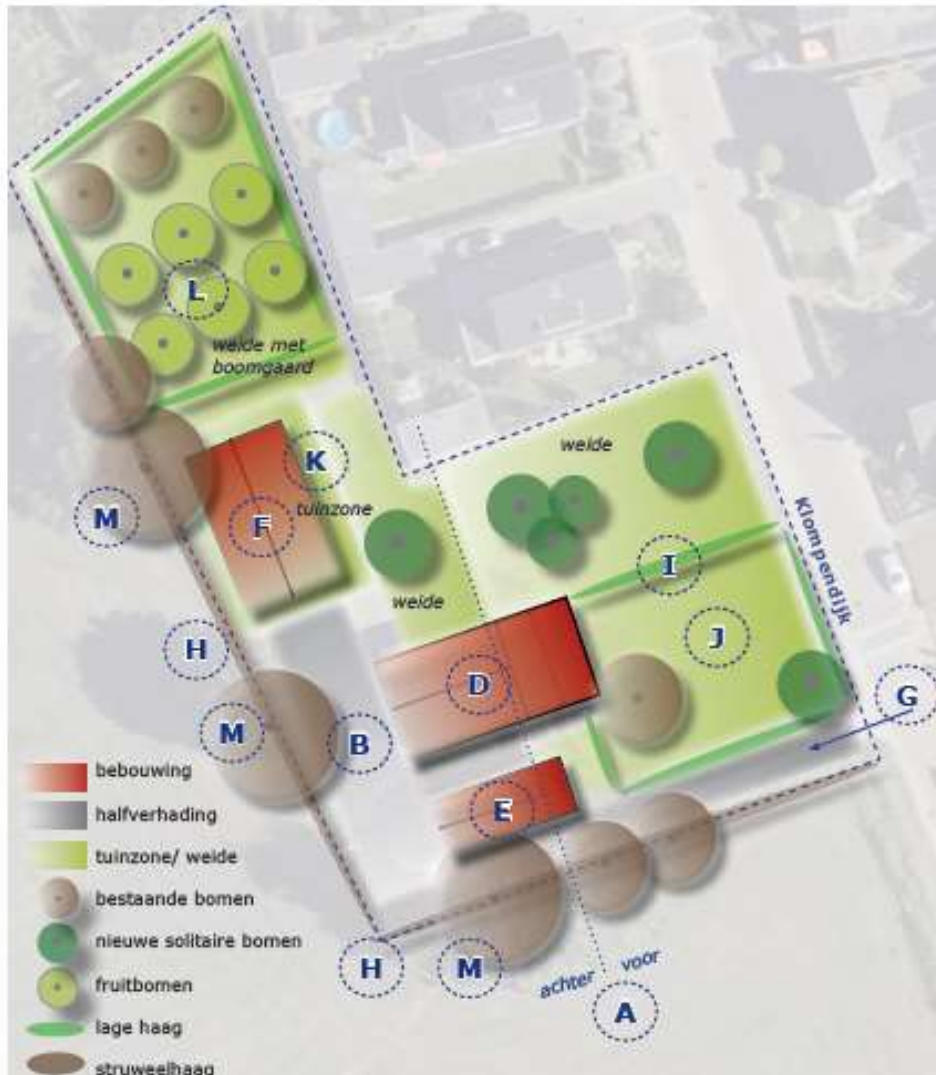 L
weide met
boomgaard
K
M
F
tuinzone
weide
Klompendijk
I
weide
J
H
D
G
M
B
E
H
M
achter voor
A
bebouwing
halfverhading
tuinzone/ weide
bestaande bomen
nieuwe solitaire bomen
fruitbomen
lage haag
struweelhaag